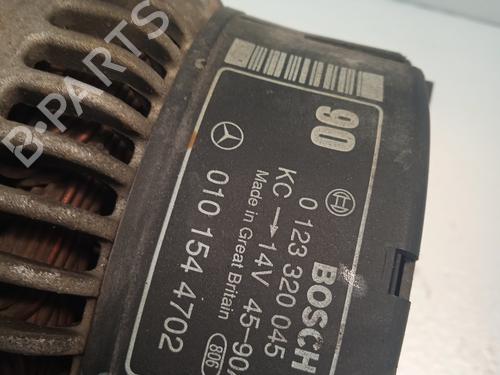 90
BOSCH
0 123 320 045
KC → 14V 45-90A
Made in Great Britain
010 154 4702
806
B-PARTS